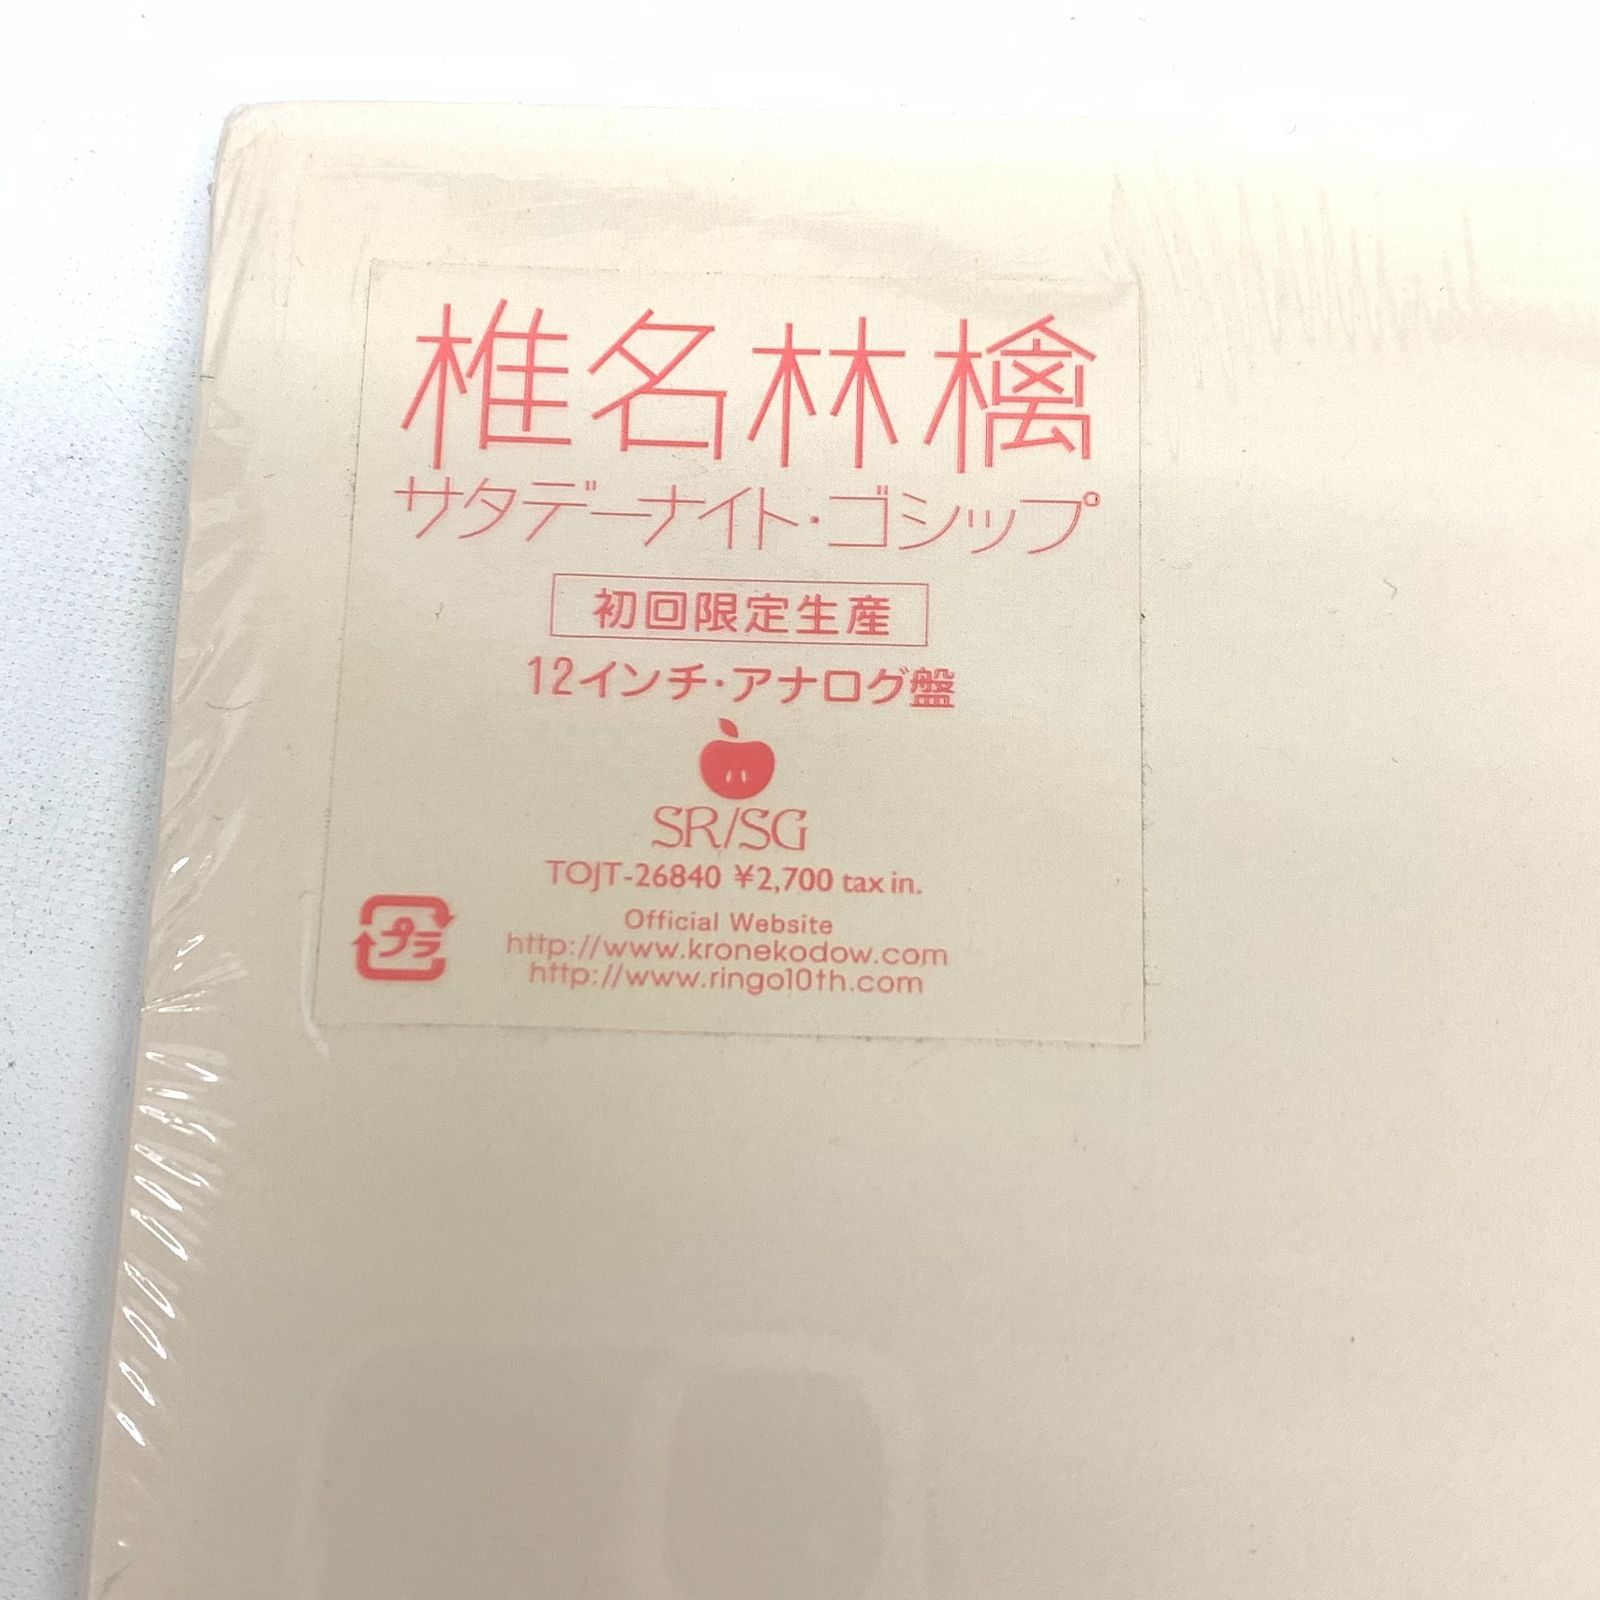 椎名林檎
サタデーナイト・ゴシップ
初回限定生産
12インチ・アナログ盤
SR/SG
TOJT-26840 ¥2,700 tax in.
プラ
Official Website
http://www.kronekodow.com
http://www.ringo10th.com